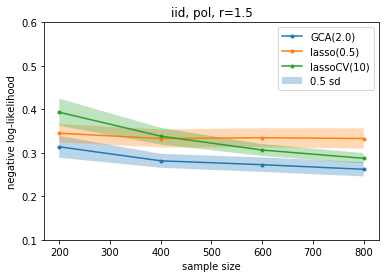 iid, pol, r=1.5
GCA(2.0)
lasso(0.5)
lassoCV(10)
0.5 sd
negative log-likelihood
0.6
0.5
0.4
0.3
0.2
0.1
200 300 400 500 600 700 800
sample size